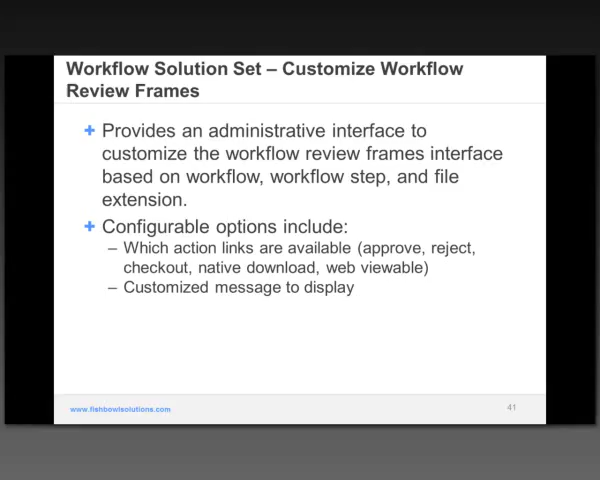 Workflow Solution Set – Customize Workflow
Review Frames
+ Provides an administrative interface to
customize the workflow review frames interface
based on workflow, workflow step, and file
extension.
+ Configurable options include:
– Which action links are available (approve, reject,
checkout, native download, web viewable)
– Customized message to display
www.fishbowlsolutions.com
41